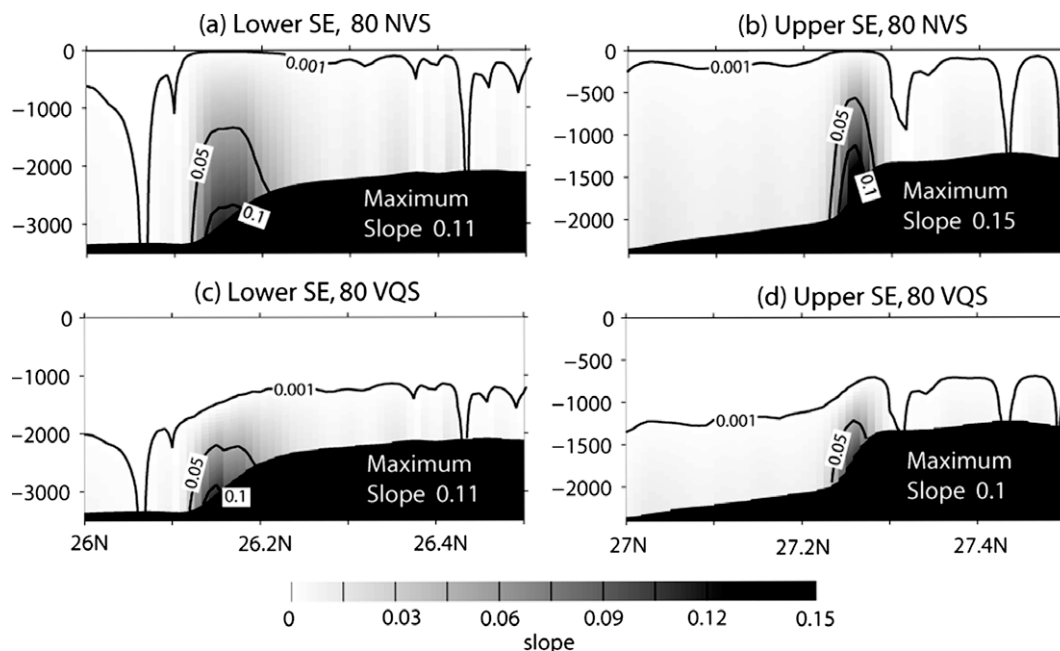 (a) Lower SE, 80 NVS
(b) Upper SE, 80 NVS
0
−1000
−2000
−3000
0.001
0.05
0.1
Maximum
Slope 0.11
0
−500
−1000
−1500
−2000
0.001
0.05
0.1
Maximum
Slope 0.15
(c) Lower SE, 80 VQS
(d) Upper SE, 80 VQS
0
−1000
−2000
−3000
0.001
0.05
0.1
Maximum
Slope 0.11
26N
26.2N
26.4N
0
−500
−1000
−1500
−2000
0.001
0.05
Maximum
Slope 0.1
27N
27.2N
27.4N
0
0.03
0.06
0.09
0.12
0.15
slope